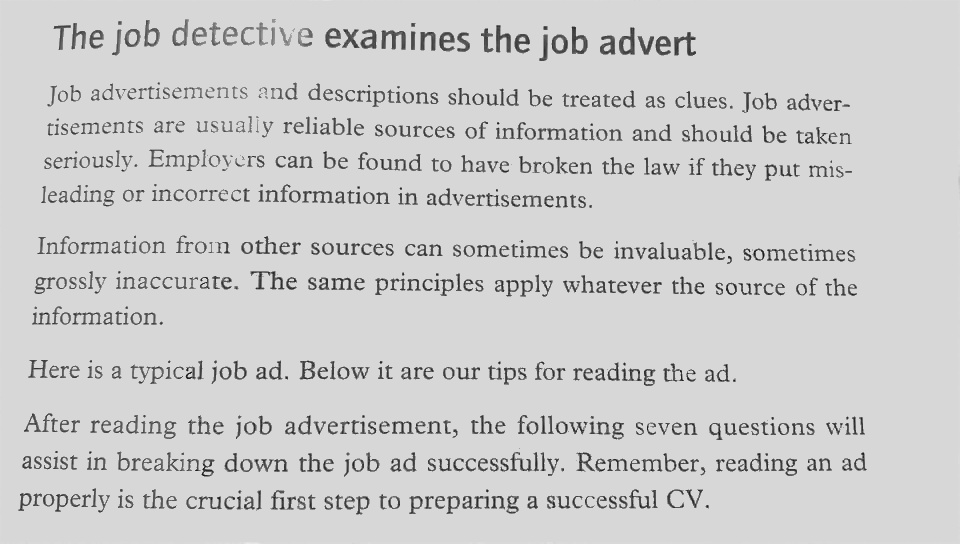 The job detective examines the job advert
Job advertisements and descriptions should be treated as clues. Job adver-
tisements are usually reliable sources of information and should be taken
seriously. Employers can be found to have broken the law if they put mis-
leading or incorrect information in advertisements.
Information from other sources can sometimes be invaluable, sometimes
grossly inaccurate. The same principles apply whatever the source of the
information.
Here is a typical job ad. Below it are our tips for reading the ad.
After reading the job advertisement, the following seven questions will
assist in breaking down the job ad successfully. Remember, reading an ad
properly is the crucial first step to preparing a successful CV.